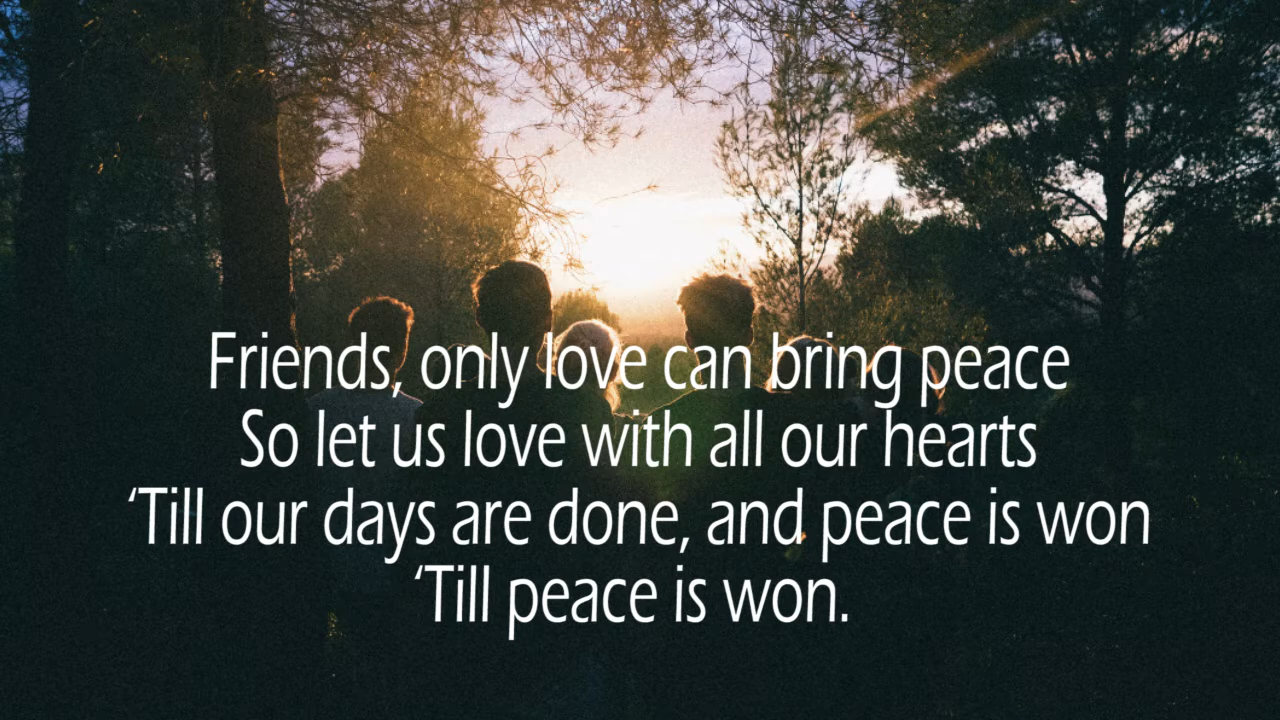 Friends, only love can bring peace
So let us love with all our hearts
‘Till our days are done, and peace is won
‘Till peace is won.